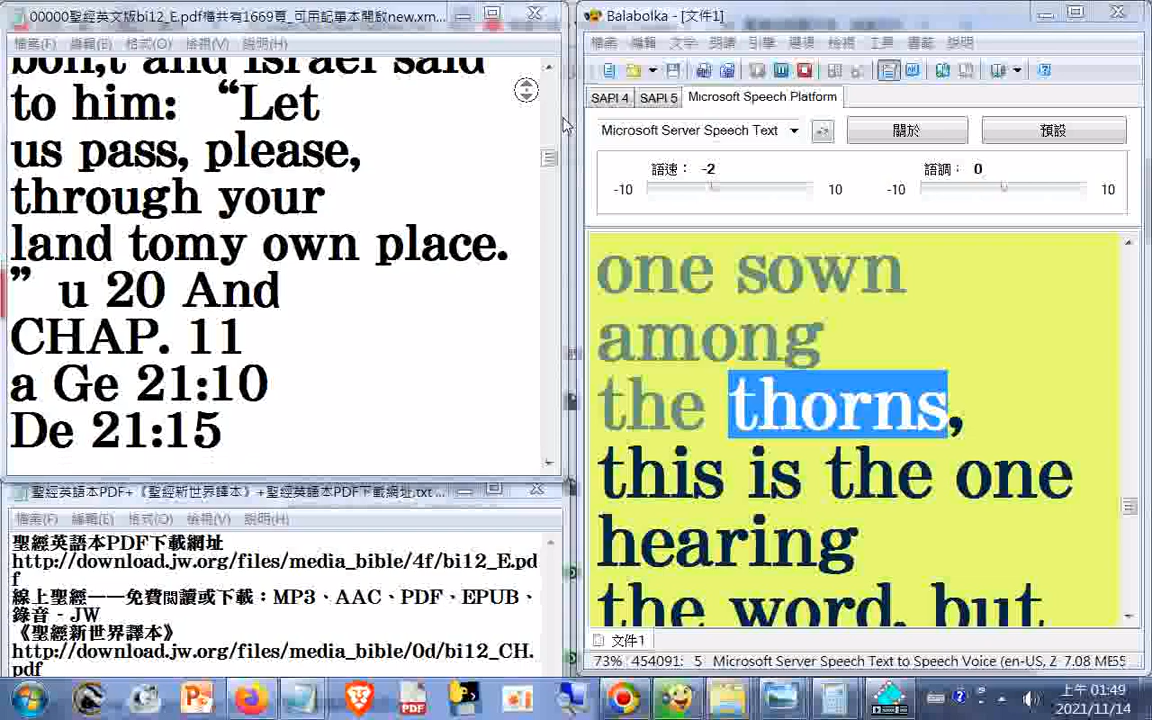 00000聖經英文版bi12_E.pdf檔共有1669頁_可用記事本開啟new.xm...
檔案(F) 編輯(E) 格式(O) 檢視(V) 說明(H)
bon,t and Israel said
to him: “Let
us pass, please,
through your
land tomy own place.
” u 20 And
CHAP. 11
a Ge 21:10
De 21:15
聖經英語本PDF+《聖經新世界譯本》+聖經英語本PDF下載網址.txt ...
檔案(F) 編輯(E) 格式(O) 檢視(V) 說明(H)
聖經英語本PDF下載網址
http://download.jw.org/files/media_bible/4f/bi12_E.pd
f
線上聖經——免費閱讀或下載：MP3、AAC、PDF、EPUB、
錄音 - JW
《聖經新世界譯本》
http://download.jw.org/files/media_bible/0d/bi12_CH.
pdf
Balabolka - [文件1]
檔案 編輯 文字 朗讀 引擎 選項 檢視 工具 書籤 說明
SAPI 4 SAPI 5 Microsoft Speech Platform
Microsoft Server Speech Text 關於 預設
語速： -2 語調： 0
-10 10 -10 10
one sown
among
the thorns,
this is the one
hearing
the word, but
文件1
73% 454091: 5 Microsoft Server Speech Text to Speech Voice (en-US, Z 7.08 ME55
PDF
上午 01:49
2021/11/14